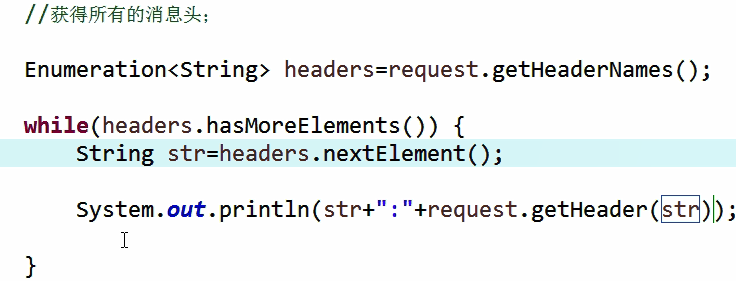 //获得所有的消息头;
Enumeration<String> headers=request.getHeaderNames();
while(headers.hasMoreElements()) {
String str=headers.nextElement();
System.out.println(str+":"+request.getHeader(str));
}